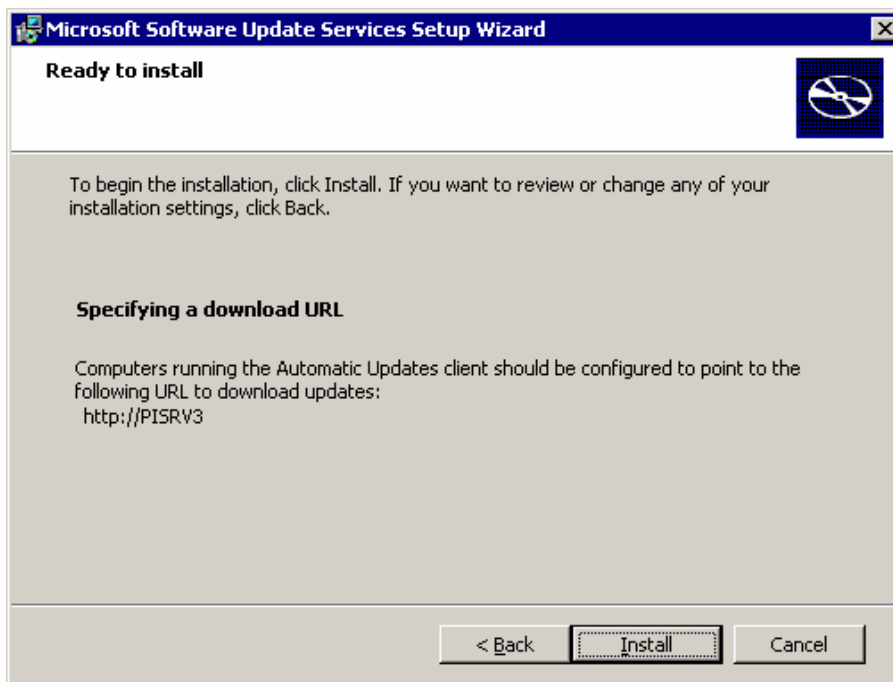 Microsoft Software Update Services Setup Wizard
Ready to install
To begin the installation, click Install. If you want to review or change any of your
installation settings, click Back.
Specifying a download URL
Computers running the Automatic Updates client should be configured to point to the
following URL to download updates:
http://PISRV3
< Back Install Cancel